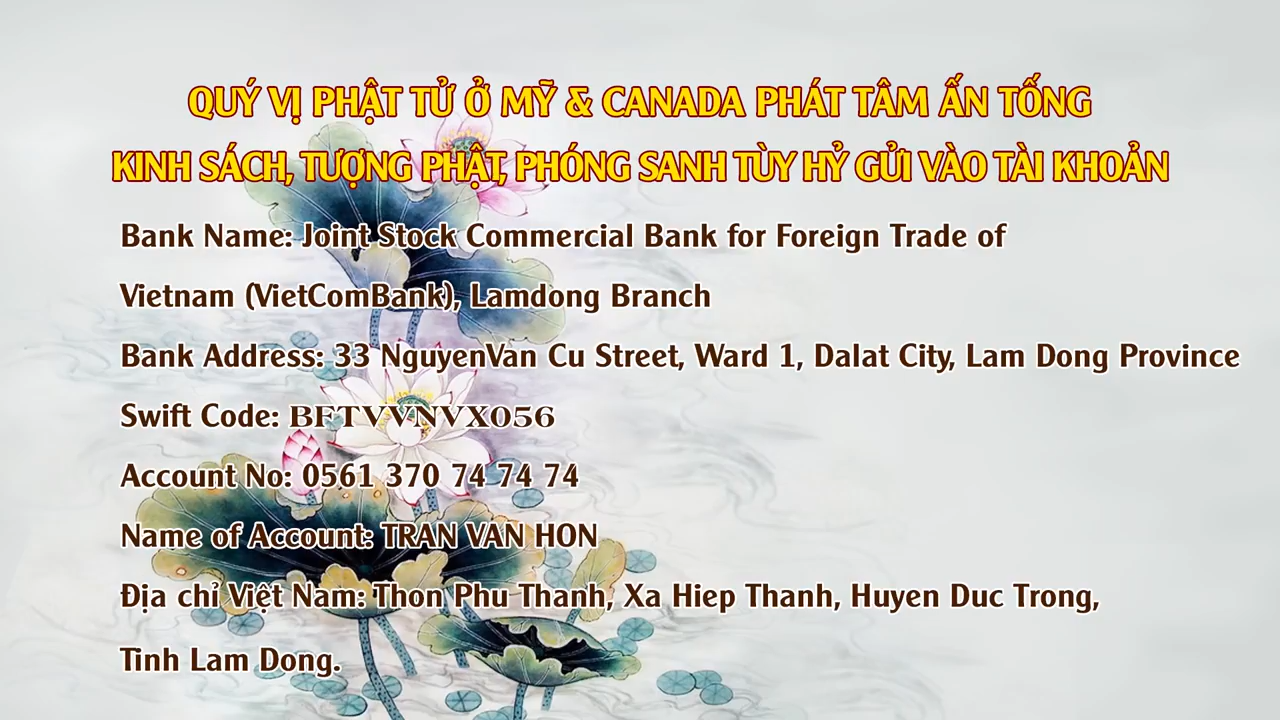 QUÝ VỊ PHẬT TỬ Ở MỸ & CANADA PHÁT TÂM ẤN TỐNG
KINH SÁCH, TƯỢNG PHẬT, PHÓNG SANH TÙY HỶ GỬI VÀO TÀI KHOẢN
Bank Name: Joint Stock Commercial Bank for Foreign Trade of
Vietnam (VietComBank), Lamdong Branch
Bank Address: 33 NguyenVan Cu Street, Ward 1, Dalat City, Lam Dong Province
Swift Code: BFTVVNVX056
Account No: 0561 370 74 74 74
Name of Account: TRAN VAN HON
Địa chỉ Việt Nam: Thon Phu Thanh, Xa Hiep Thanh, Huyen Duc Trong,
Tinh Lam Dong.